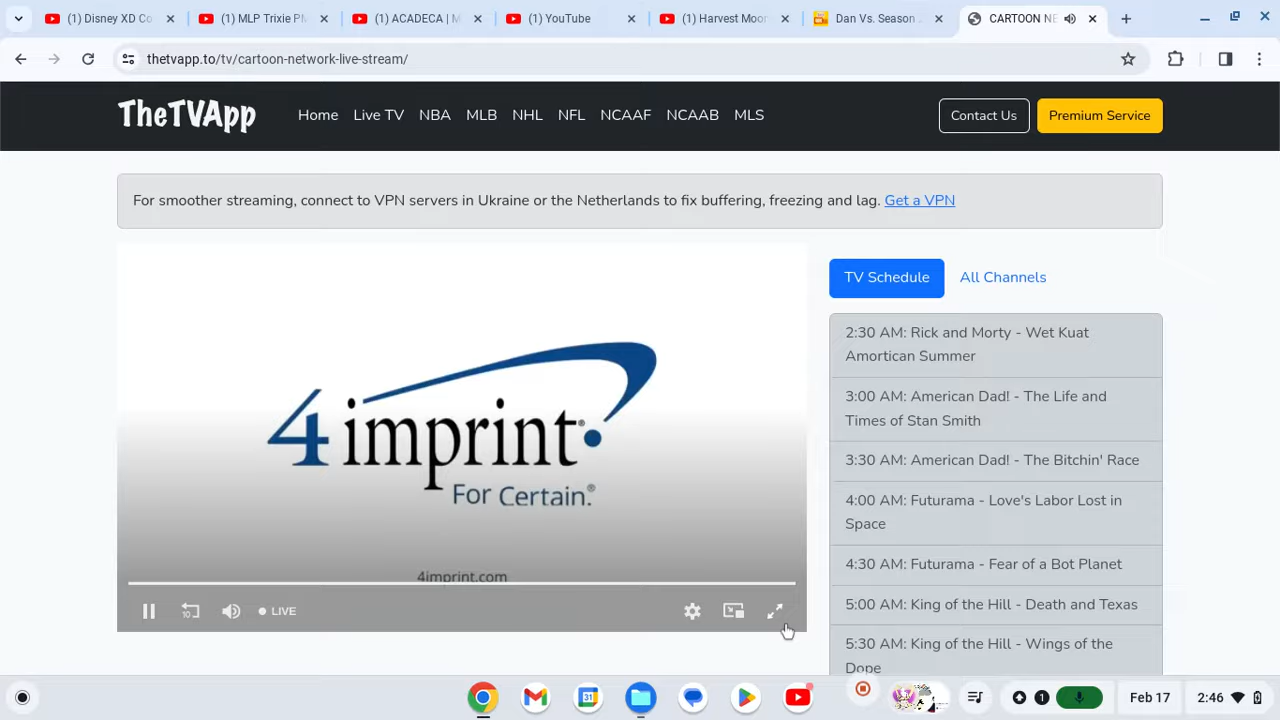 (1) Disney XD Co
(1) MLP Trixie PM
(1) ACADECA | M
(1) YouTube
(1) Harvest Moon
Dan Vs. Season
CARTOON NE
thetvapp.to/tv/cartoon-network-live-stream/
TheTVApp
Home
Live TV
NBA
MLB
NHL
NFL
NCAAF
NCAAB
MLS
Contact Us
Premium Service
For smoother streaming, connect to VPN servers in Ukraine or the Netherlands to fix buffering, freezing and lag. Get a VPN
TV Schedule
All Channels
2:30 AM: Rick and Morty - Wet Kuat
Amortican Summer
3:00 AM: American Dad! - The Life and
Times of Stan Smith
3:30 AM: American Dad! - The Bitchin' Race
4:00 AM: Futurama - Love's Labor Lost in
Space
4:30 AM: Futurama - Fear of a Bot Planet
5:00 AM: King of the Hill - Death and Texas
5:30 AM: King of the Hill - Wings of the
Dope
4imprint®
For Certain.®
4imprint.com
10
LIVE
31
1
Feb 17
2:46